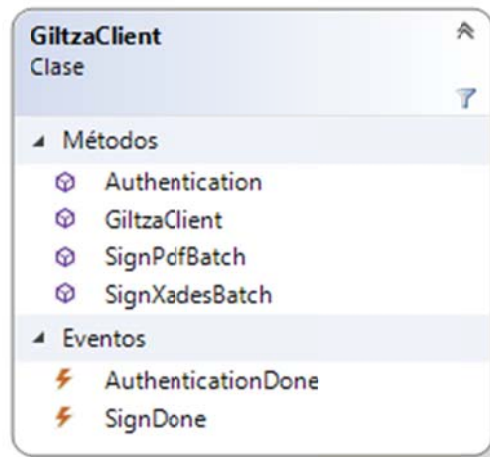 GiltzaClient
Clase
Métodos
Authentication
GiltzaClient
SignPdfBatch
SignXadesBatch
Eventos
AuthenticationDone
SignDone